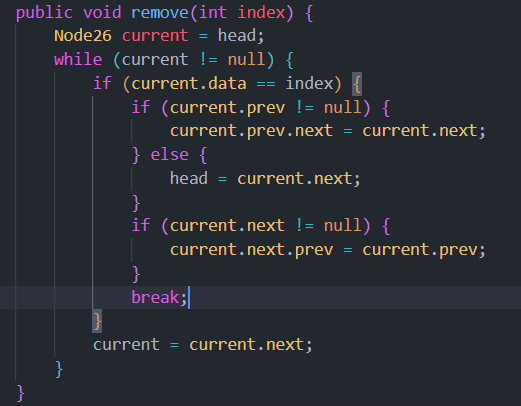 public void remove(int index) {
    Node26 current = head;
    while (current != null) {
        if (current.data == index) {
            if (current.prev != null) {
                current.prev.next = current.next;
            } else {
                head = current.next;
            }
            if (current.next != null) {
                current.next.prev = current.prev;
            }
            break;
        }
        current = current.next;
    }
}